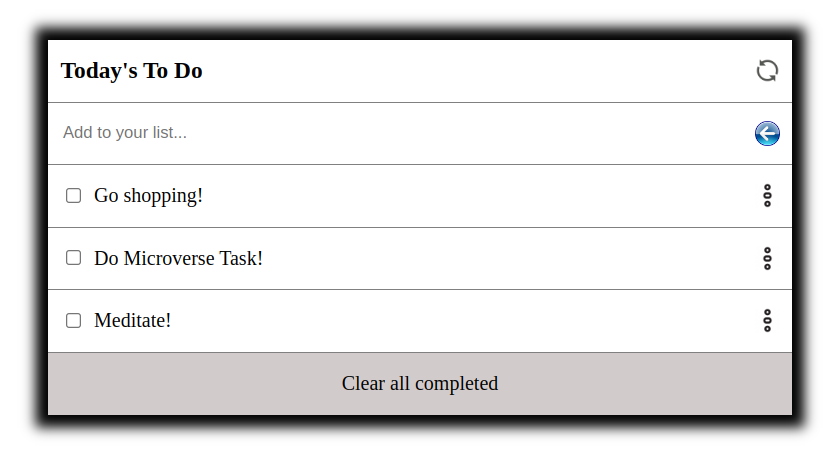 Today's To Do
Add to your list...
Go shopping!
Do Microverse Task!
Meditate!
Clear all completed